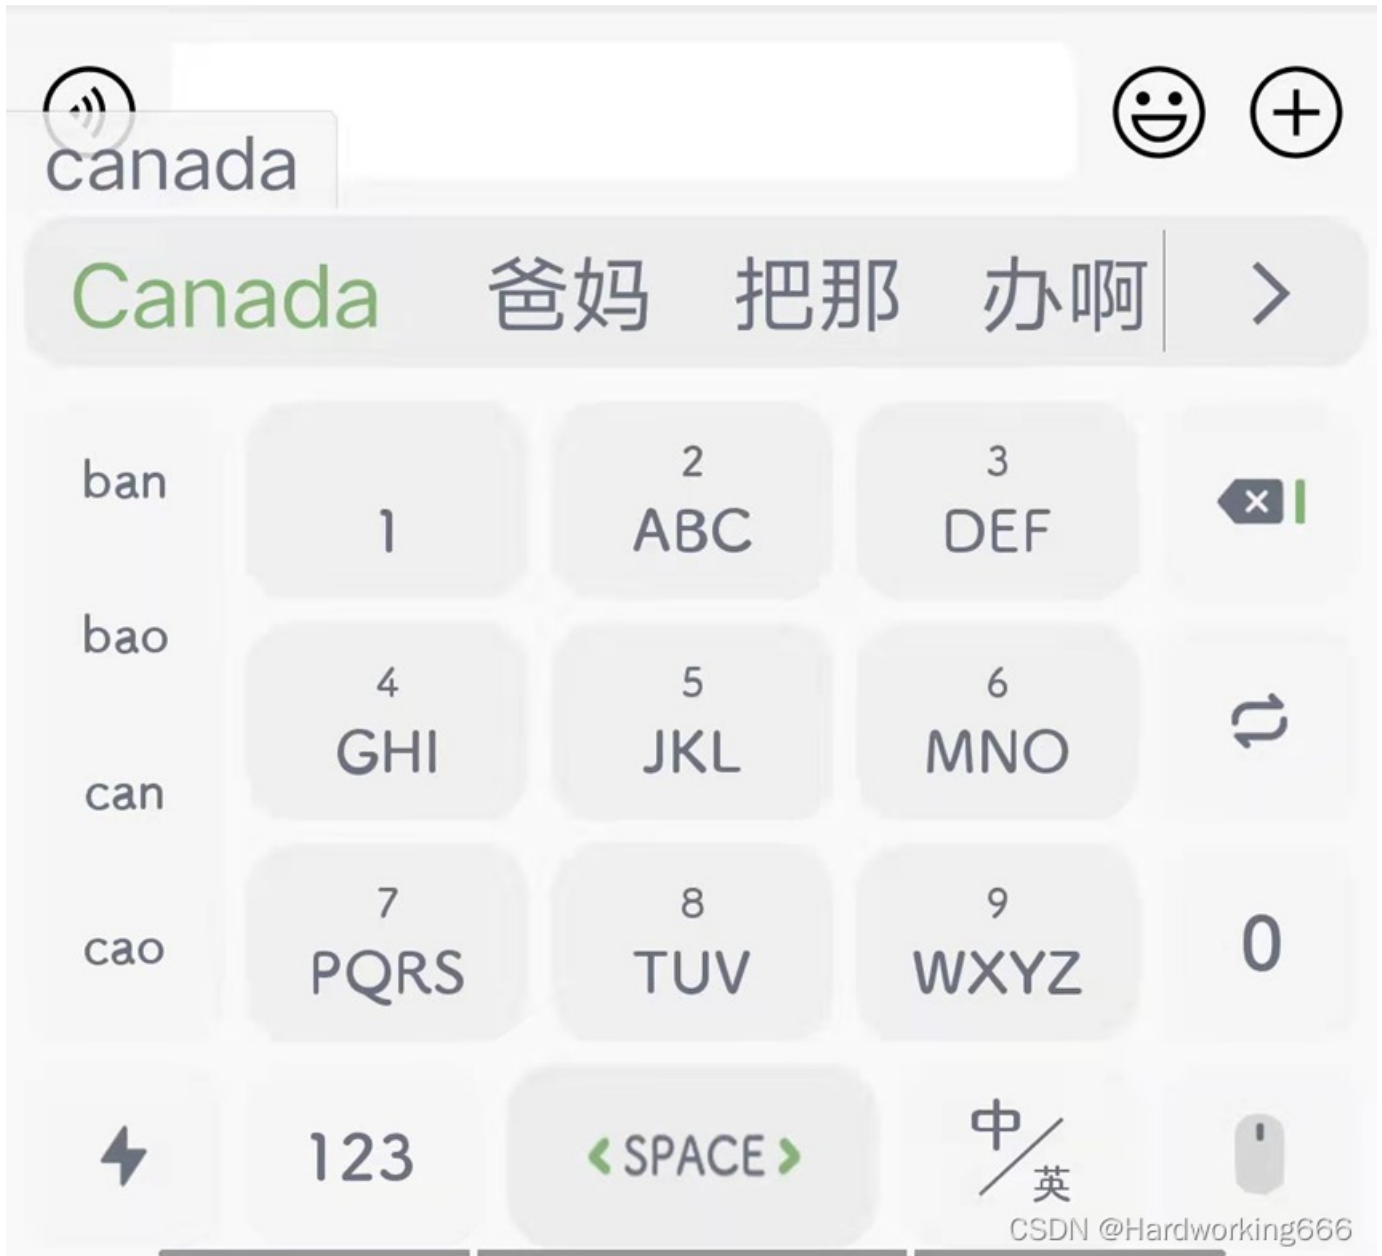 canada
Canada 爸妈 把那 办啊
ban
bao
can
cao
1
2
ABC
3
DEF
4
GHI
5
JKL
6
MNO
7
PQRS
8
TUV
9
WXYZ
0
123
SPACE
中/英
CSDN @Hardworking666